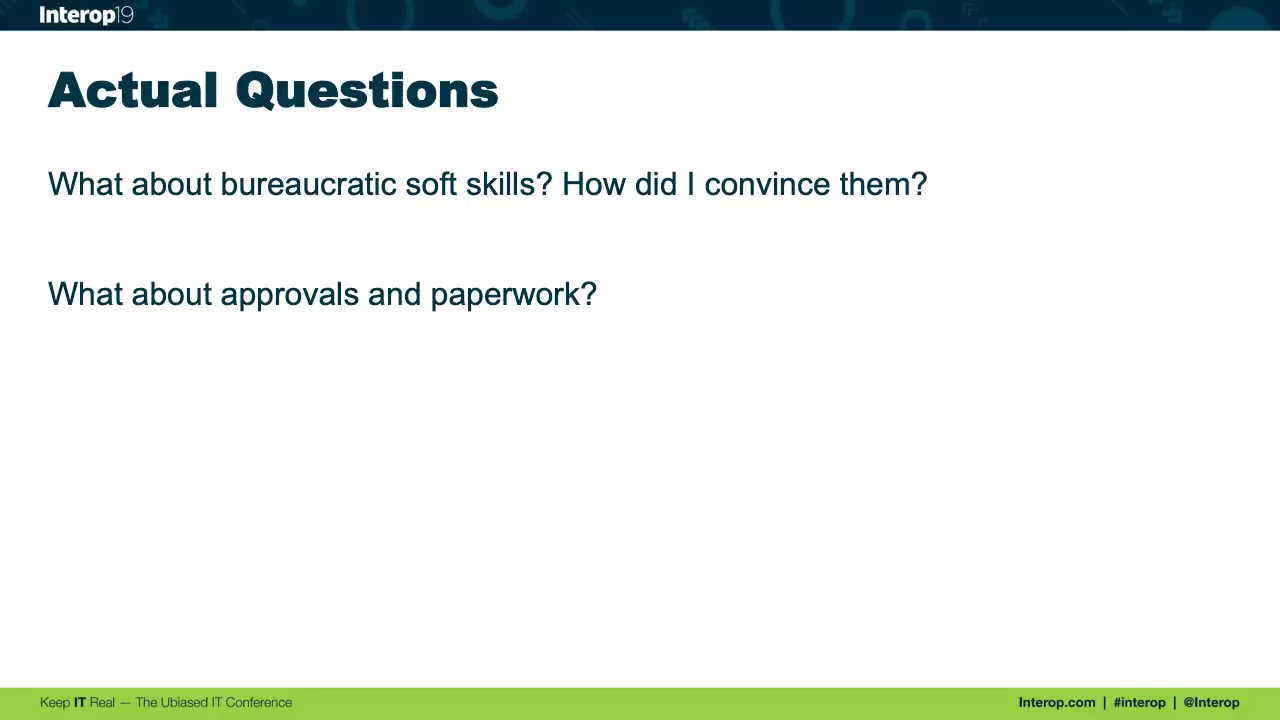 Interop19
Actual Questions
What about bureaucratic soft skills? How did I convince them?
What about approvals and paperwork?
Keep IT Real — The Ubiased IT Conference
Interop.com | #interop | @Interop